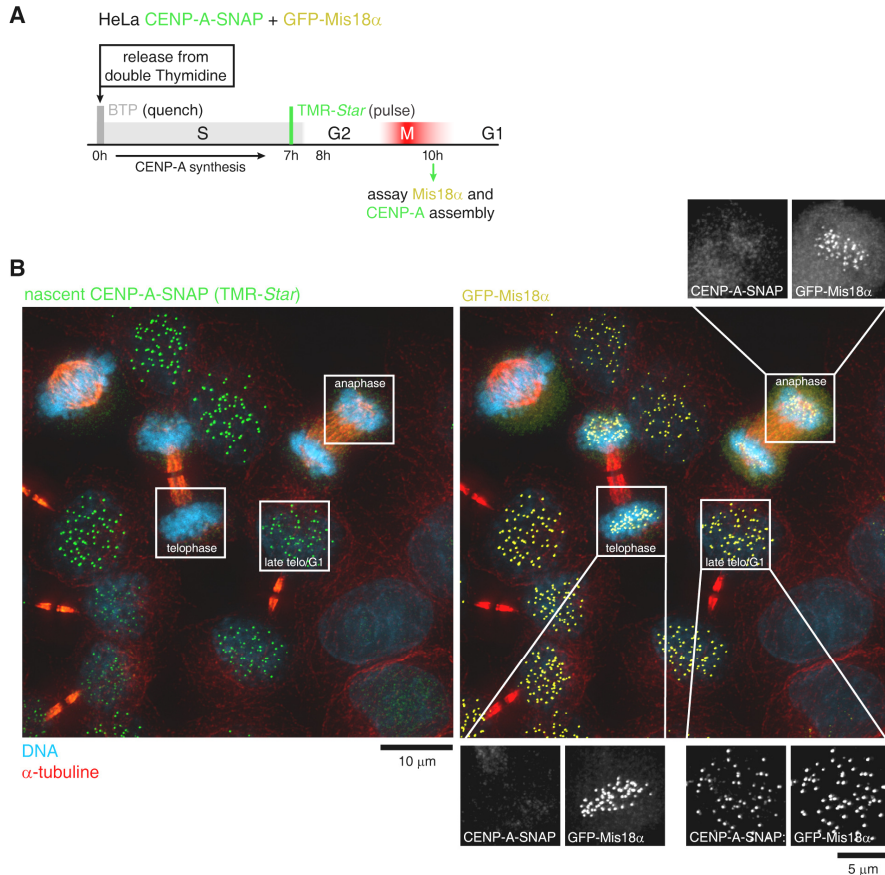 A
HeLa CENP-A-SNAP + GFP-Mis18α
release from
double Thymidine
BTP (quench)
TMR-Star (pulse)
S
G2
M
G1
0h
7h
8h
10h
CENP-A synthesis
assay Mis18α and
CENP-A assembly
CENP-A-SNAP
GFP-Mis18α
B
nascent CENP-A-SNAP (TMR-Star)
GFP-Mis18α
anaphase
telophase
late telo/G1
anaphase
telophase
late telo/G1
DNA
α-tubuline
10 μm
CENP-A-SNAP
GFP-Mis18α
CENP-A-SNAP:
GFP-Mis18α
5 μm